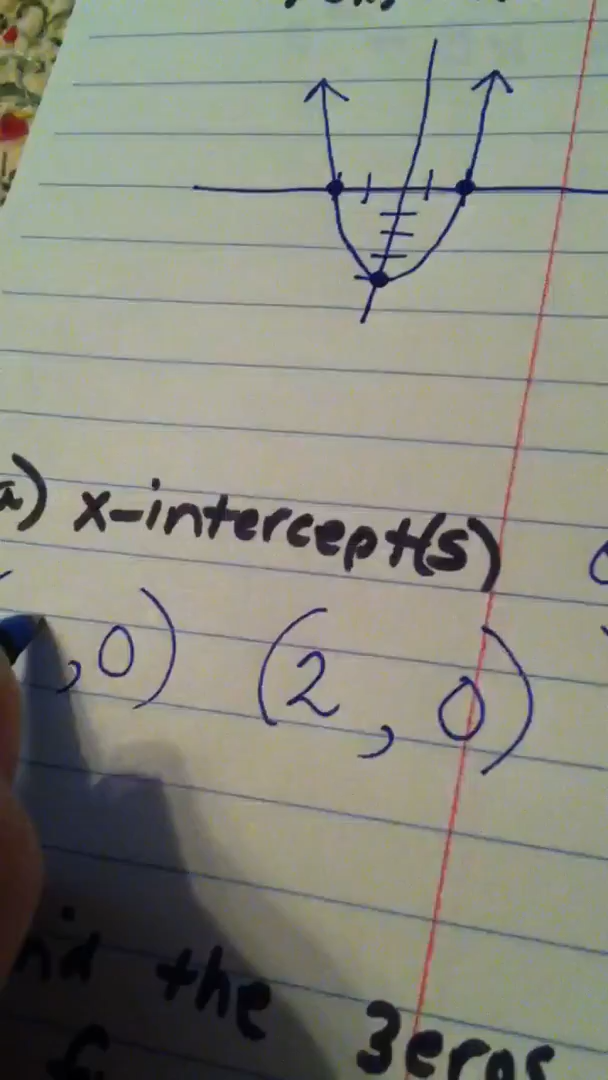 a) x-intercept(s)
, 0) (2, 0)
the zeros